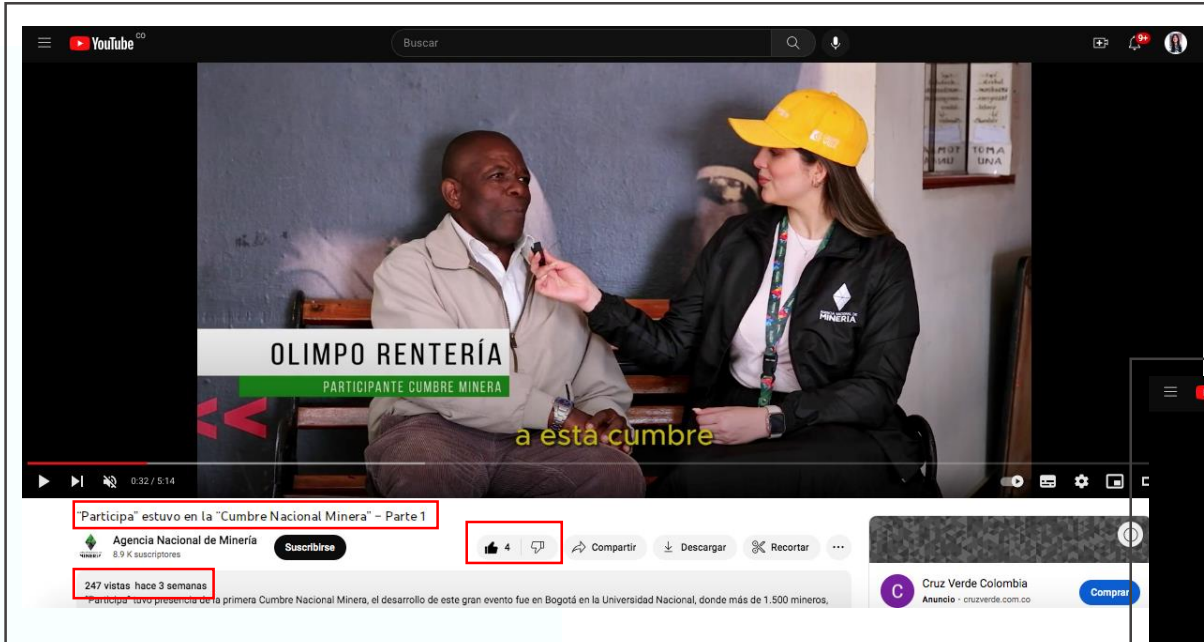 YouTube CO
Buscar
9+
TOMA
UNA
AGENCIA NACIONAL DE
MINERÍA
OLIMPO RENTERÍA
PARTICIPANTE CUMBRE MINERA
a esta cumbre
0:32 / 5:14
"Participa" estuvo en la "Cumbre Nacional Minera" – Parte 1
Agencia Nacional de Minería
8.9 K suscriptores
Suscribirse
4
Compartir
Descargar
Recortar
...
247 vistas hace 3 semanas
"Participa" tuvo presencia de la primera Cumbre Nacional Minera, el desarrollo de este gran evento fue en Bogotá en la Universidad Nacional, donde más de 1.500 mineros,
C
Cruz Verde Colombia
Anuncio · cruzverde.com.co
Comprar